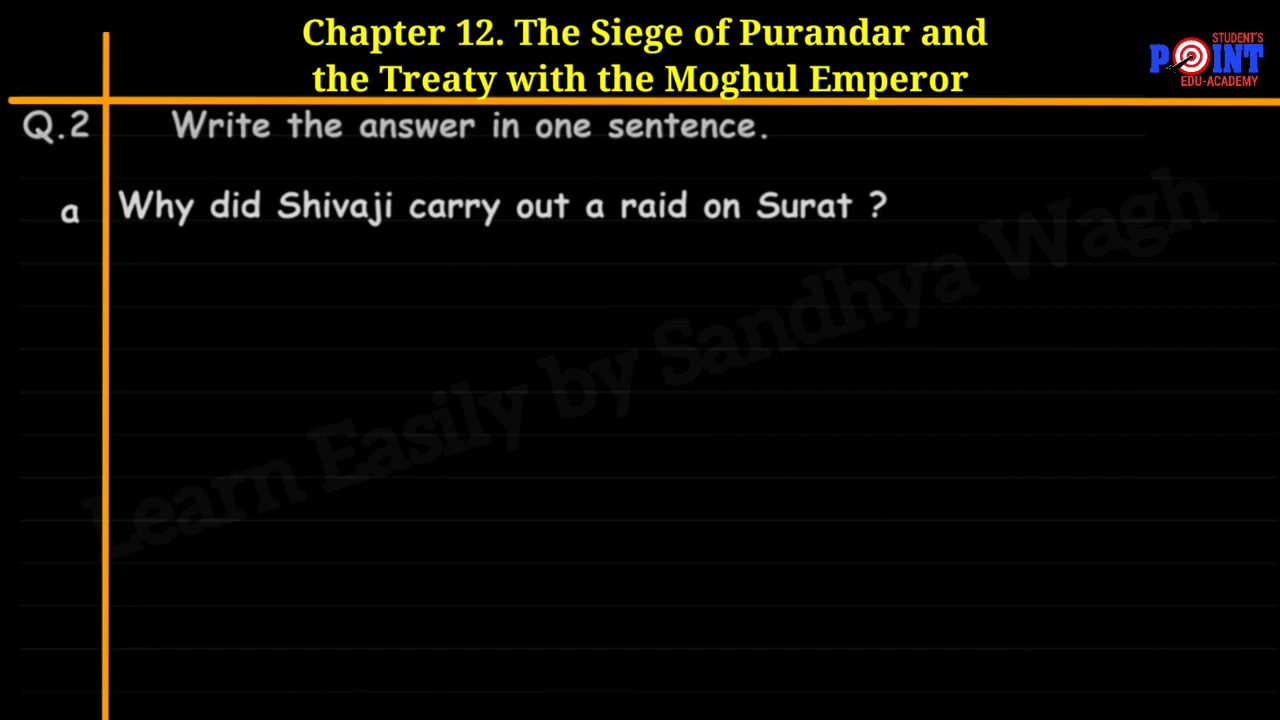 Chapter 12. The Siege of Purandar and
the Treaty with the Moghul Emperor
STUDENT'S
POINT
EDU-ACADEMY
Q.2 Write the answer in one sentence.
a Why did Shivaji carry out a raid on Surat ?
Learn Easily by Sandhya Wagh